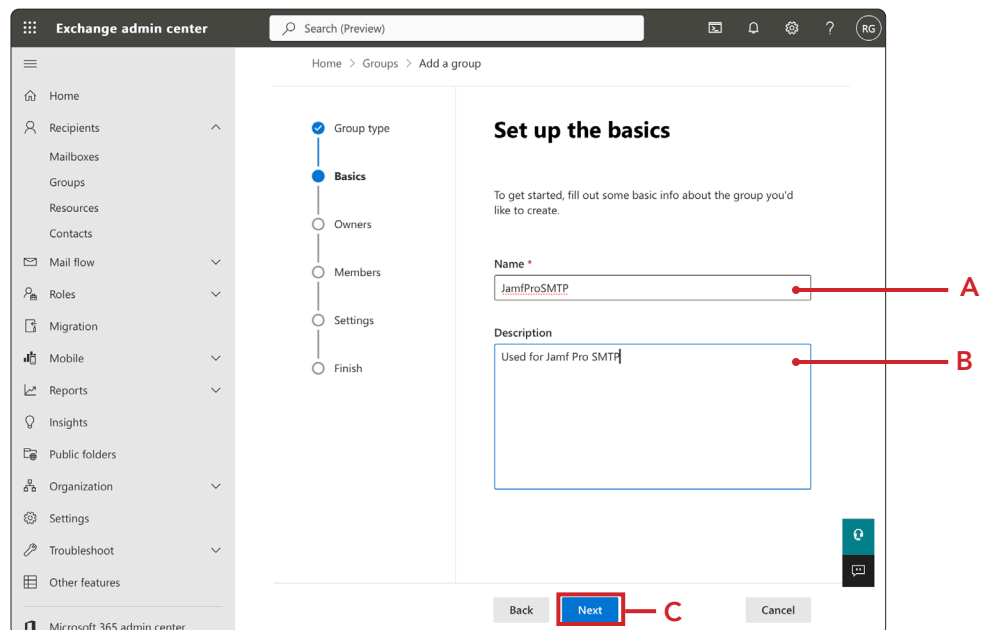 Exchange admin center
Search (Preview)
RG
Home > Groups > Add a group
Home
Recipients
Mailboxes
Groups
Resources
Contacts
Mail flow
Roles
Migration
Mobile
Reports
Insights
Public folders
Organization
Settings
Troubleshoot
Other features
Microsoft 365 admin center
Group type
Basics
Owners
Members
Settings
Finish
Set up the basics
To get started, fill out some basic info about the group you'd
like to create.
Name *
JamfProSMTP
A
Description
Used for Jamf Pro SMTP
B
Back
Next
C
Cancel